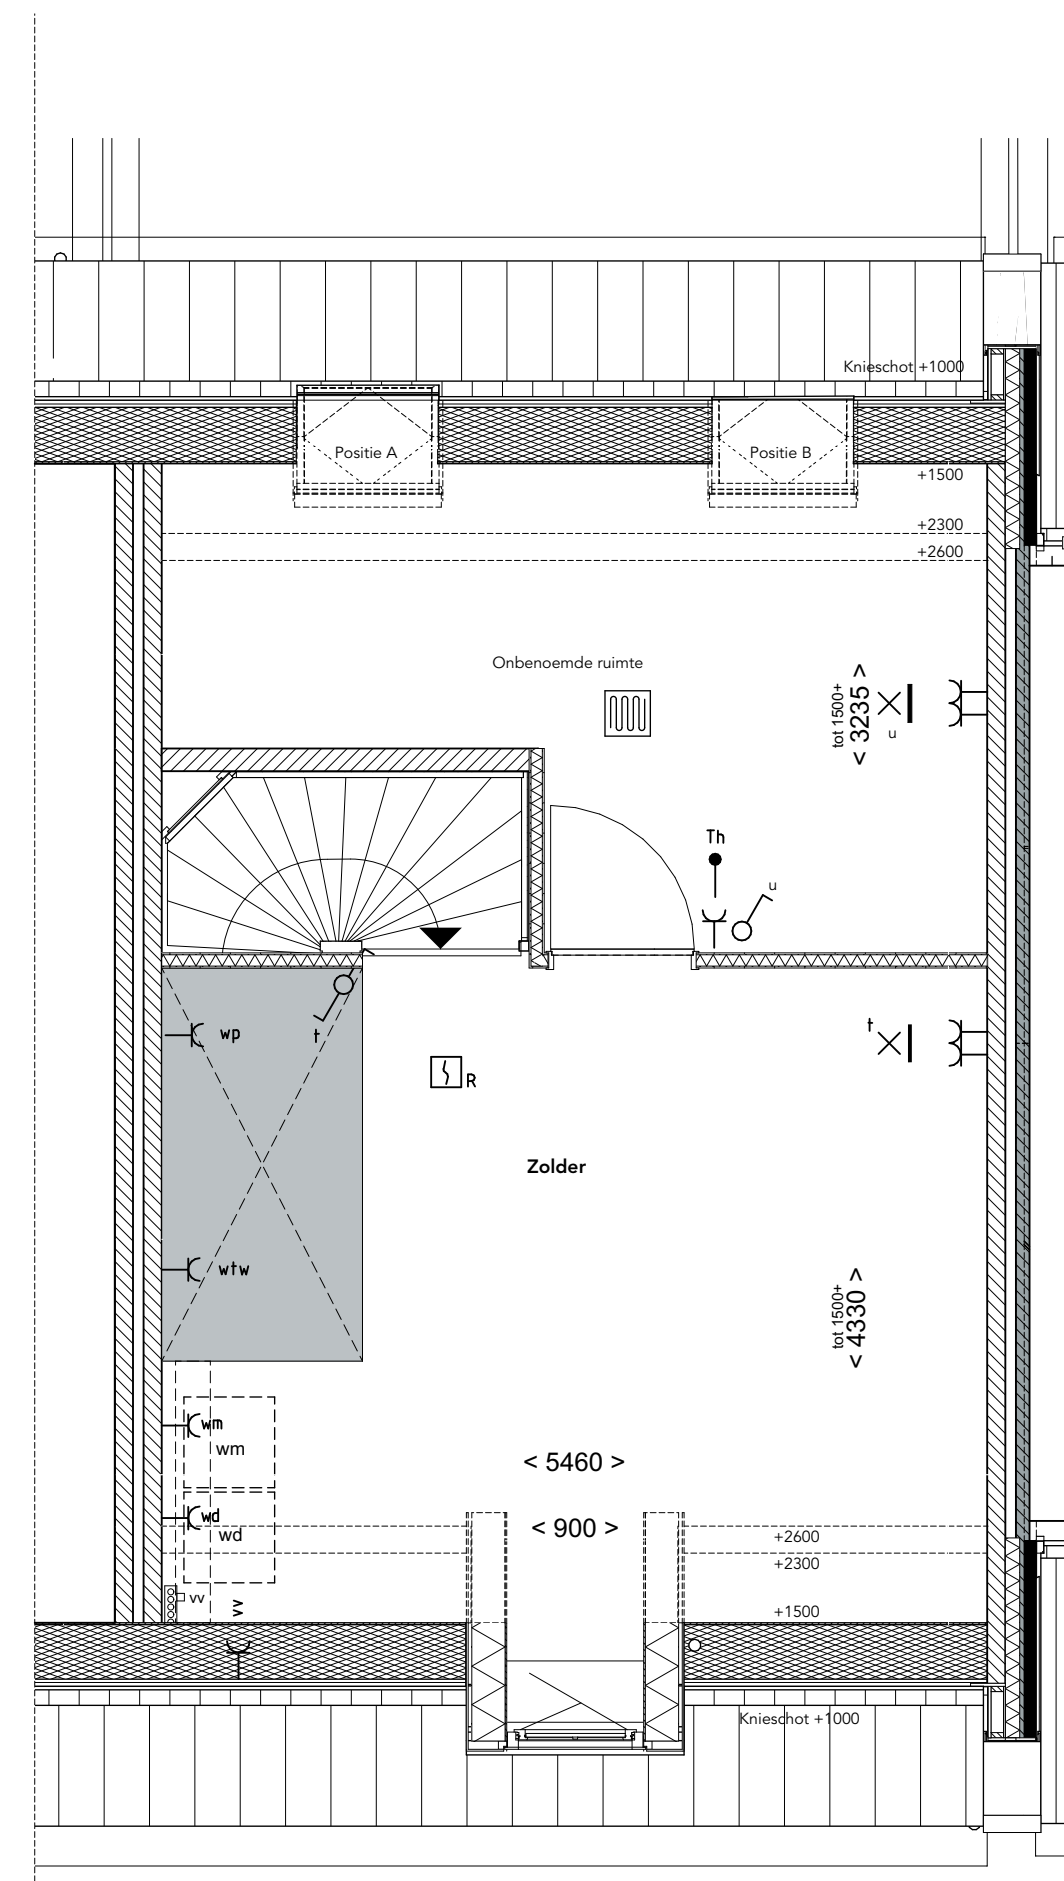 Knieschot +1000
Positie A
Positie B
+1500
+2300
+2600
Onbenoemde ruimte
tot 1500+
< 3235 >
u
Th
u
t
wp
t
R
Zolder
wtw
tot 1500+
< 4330 >
wm
wm
< 5460 >
wd
wd
< 900 >
+2600
+2300
vv
vv
+1500
Knieschot +1000